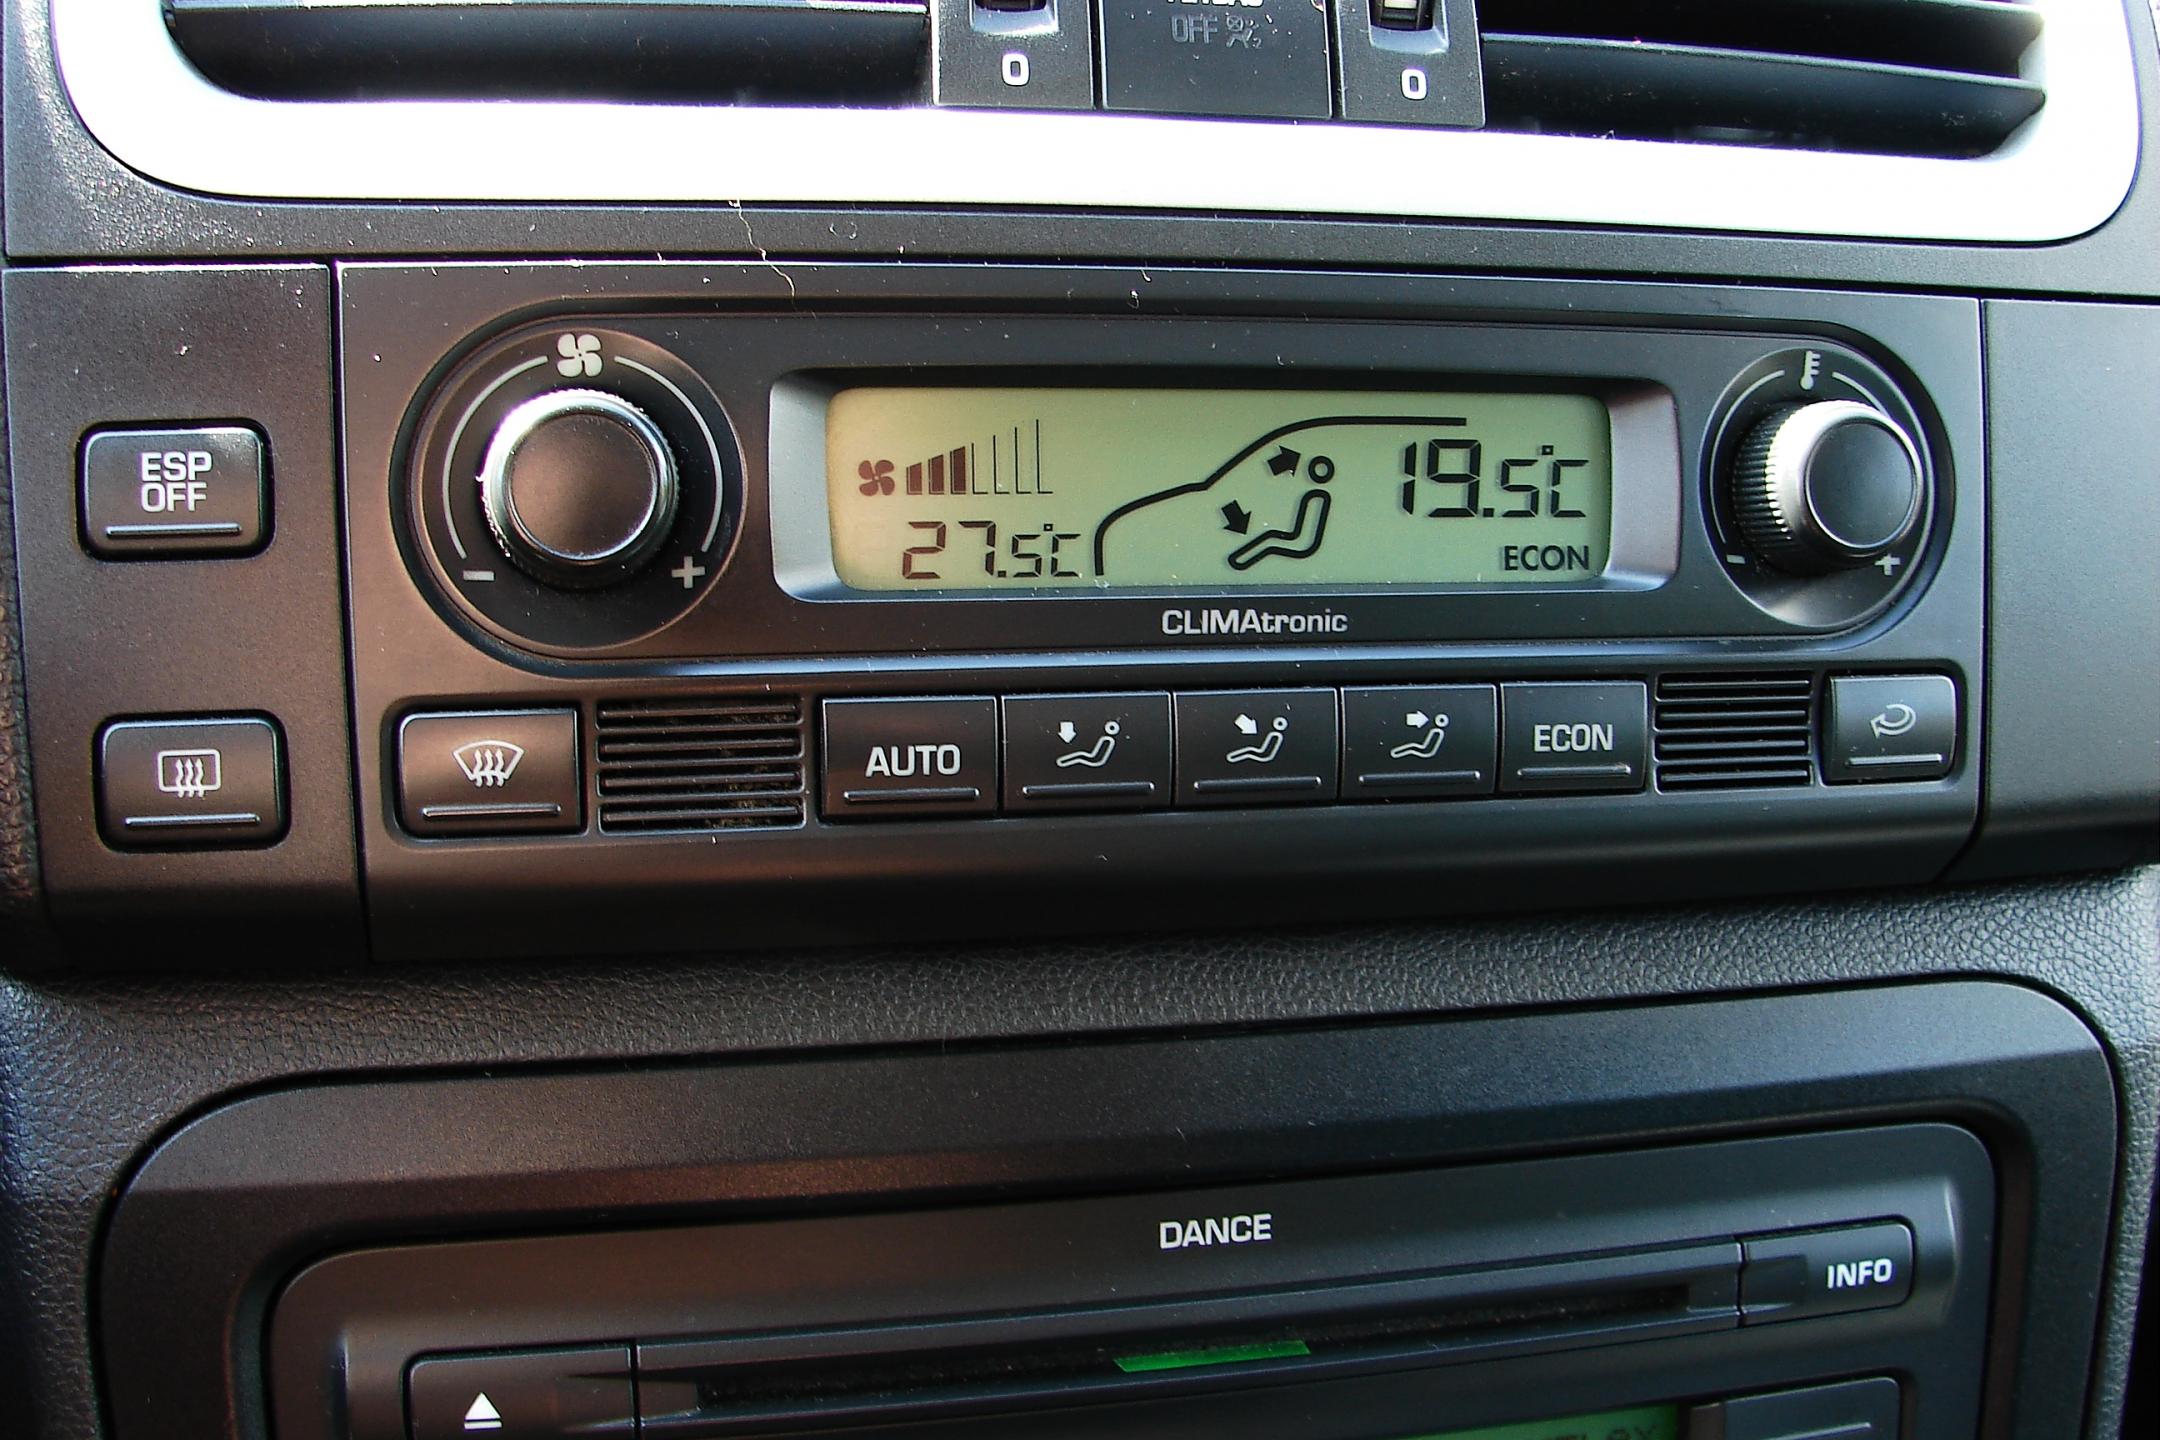 OFF
0
0
ESP
OFF
27.5°C
19.5°C
ECON
CLIMAtronic
AUTO
ECON
DANCE
INFO